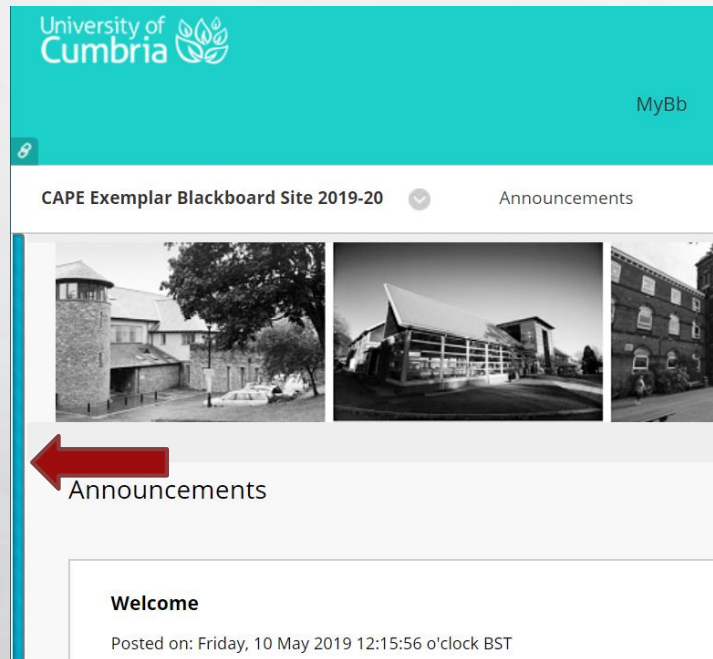 University of
Cumbria
MyBb
CAPE Exemplar Blackboard Site 2019-20 Announcements
Announcements
Welcome
Posted on: Friday, 10 May 2019 12:15:56 o'clock BST